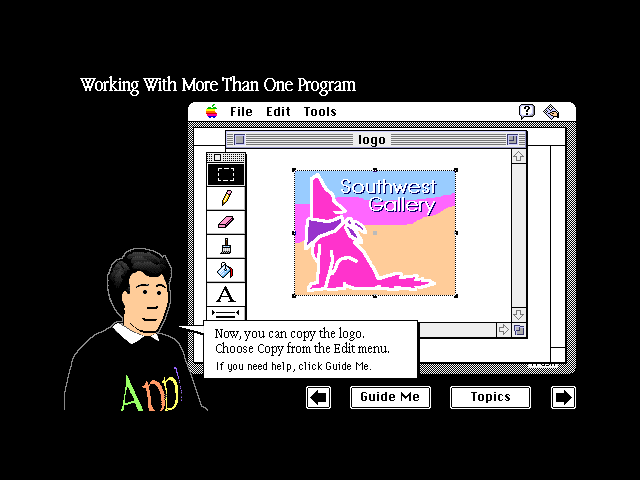 Working With More Than One Program
File Edit Tools
logo
Southwest
Gallery
A
Now, you can copy the logo.
Choose Copy from the Edit menu.
If you need help, click Guide Me.
Guide Me Topics